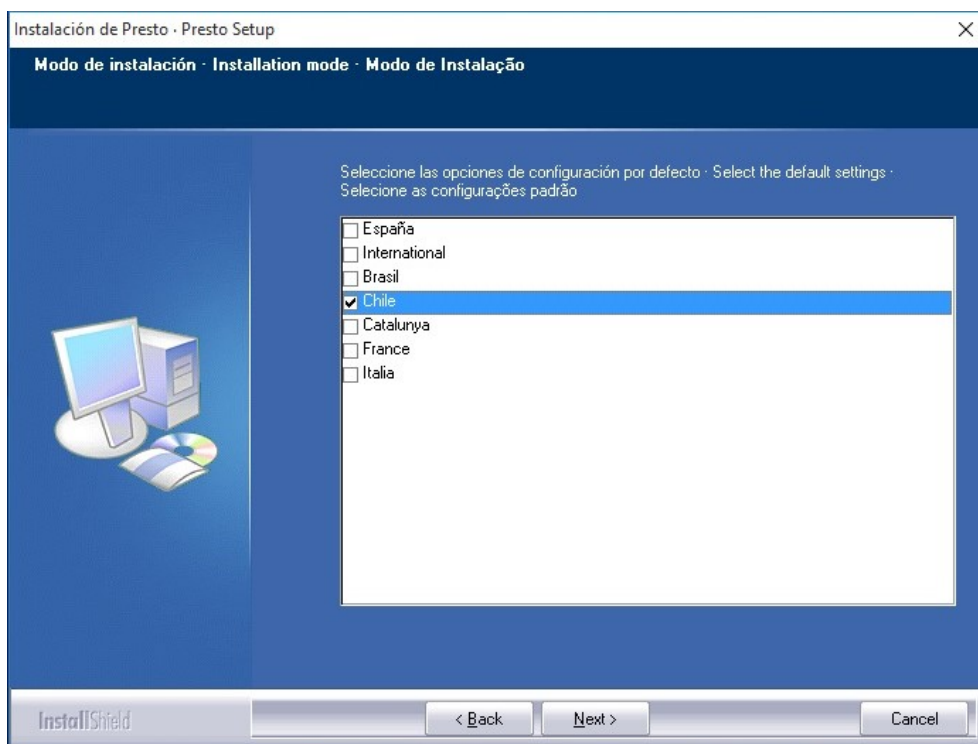 Instalación de Presto · Presto Setup
Modo de instalación · Installation mode · Modo de Instalação
Seleccione las opciones de configuración por defecto · Select the default settings ·
Selecione as configurações padrão
España
International
Brasil
Chile
Catalunya
France
Italia
InstallShield
< Back
Next >
Cancel